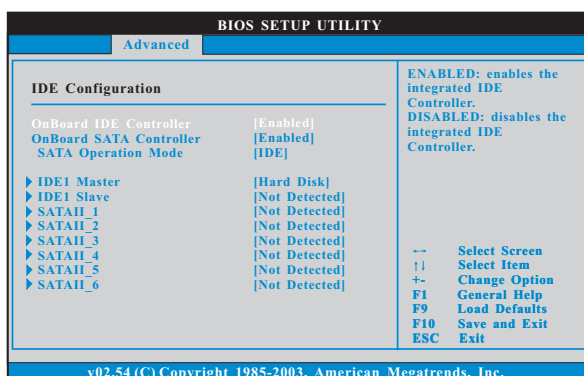 BIOS SETUP UTILITY
Advanced
IDE Configuration
OnBoard IDE Controller [Enabled]
OnBoard SATA Controller [Enabled]
SATA Operation Mode [IDE]
IDE1 Master [Hard Disk]
IDE1 Slave [Not Detected]
SATAII_1 [Not Detected]
SATAII_2 [Not Detected]
SATAII_3 [Not Detected]
SATAII_4 [Not Detected]
SATAII_5 [Not Detected]
SATAII_6 [Not Detected]
ENABLED: enables the
integrated IDE
Controller.
DISABLED: disables the
integrated IDE
Controller.
←→ Select Screen
↑↓ Select Item
+- Change Option
F1 General Help
F9 Load Defaults
F10 Save and Exit
ESC Exit
v02.54 (C) Copyright 1985-2003, American Megatrends, Inc.